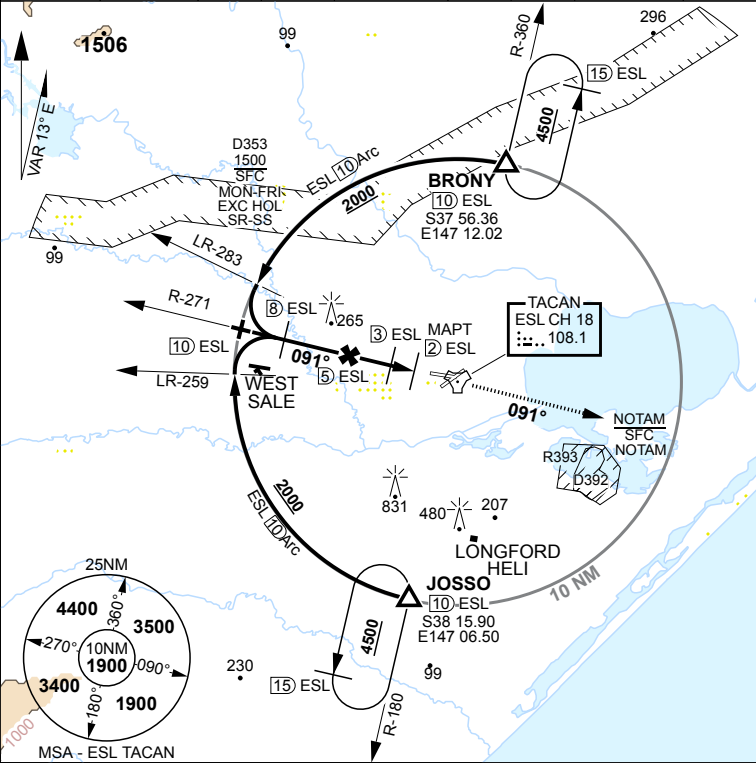 1506
99
296
R-360
15 ESL
4500
VAR 13° E
D353
1500
SFC
MON-FRI
EXC HOL
SR-SS
ESL 10 Arc
2000
BRONY
10 ESL
S37 56.36
E147 12.02
99
LR-283
R-271
8 ESL
265
3 ESL
MAPT
2 ESL
TACAN
ESL CH 18
108.1
10 ESL
091°
5 ESL
LR-259
WEST
SALE
091°
NOTAM
SFC
NOTAM
R393
D392
2000
ESL 10 Arc
831
480
207
LONGFORD
HELI
10 NM
JOSSO
10 ESL
S38 15.90
E147 06.50
4500
15 ESL
230
99
R-180
25NM
4400
360°
3500
270°
10NM
1900
090°
3400
180°
1900
1000
MSA - ESL TACAN